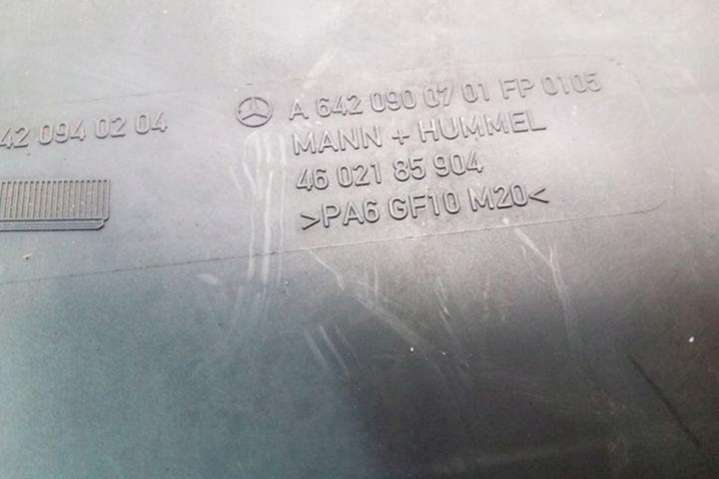 42 094 02 04
A 642 090 07 01 FP 0105
MANN + HUMMEL
46 021 85 904
>PA6 GF10 M20<